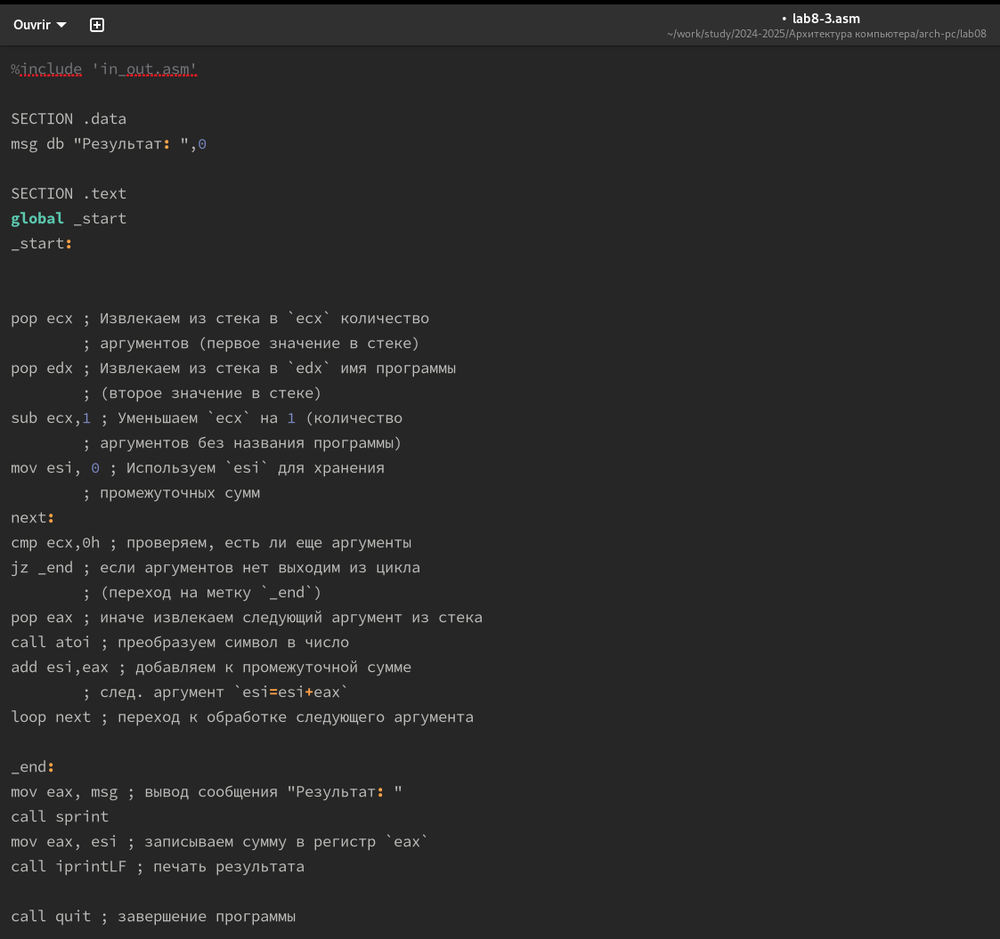 Ouvrir
• lab8-3.asm
~/work/study/2024-2025/Архитектура компьютера/arch-pc/lab08
%include 'in_out.asm'
SECTION .data
msg db "Результат: ",0
SECTION .text
global _start
_start:
pop ecx ; Извлекаем из стека в `ecx` количество
; аргументов (первое значение в стеке)
pop edx ; Извлекаем из стека в `edx` имя программы
; (второе значение в стеке)
sub ecx,1 ; Уменьшаем `ecx` на 1 (количество
; аргументов без названия программы)
mov esi, 0 ; Используем `esi` для хранения
; промежуточных сумм
next:
cmp ecx,0h ; проверяем, есть ли еще аргументы
jz _end ; если аргументов нет выходим из цикла
; (переход на метку `_end`)
pop eax ; иначе извлекаем следующий аргумент из стека
call atoi ; преобразуем символ в число
add esi,eax ; добавляем к промежуточной сумме
; след. аргумент `esi=esi+eax`
loop next ; переход к обработке следующего аргумента
_end:
mov eax, msg ; вывод сообщения "Результат: "
call sprint
mov eax, esi ; записываем сумму в регистр `eax`
call iprintLF ; печать результата
call quit ; завершение программы